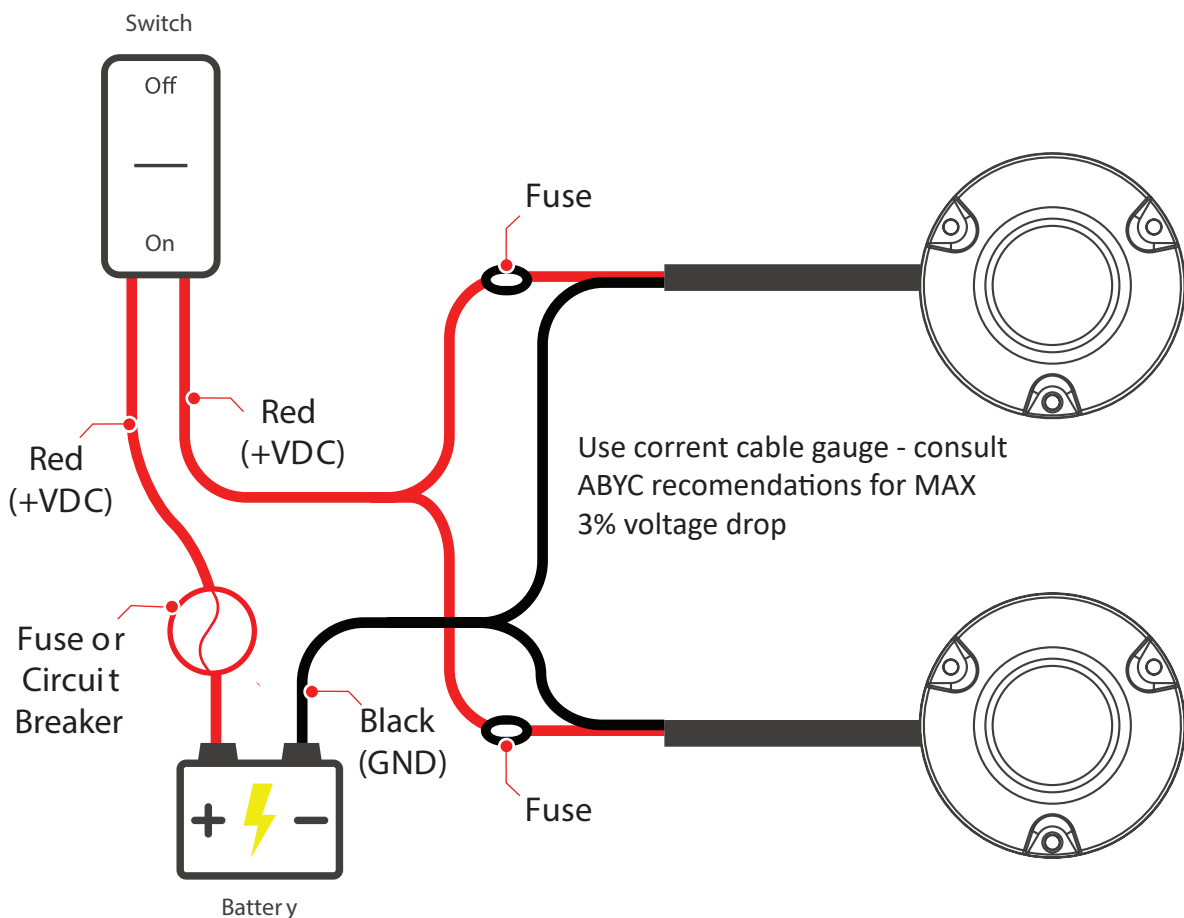 Switch
Off
On
Fuse
Red
(+VDC)
Red
(+VDC)
Use corrent cable gauge - consult
ABYC recomendations for MAX
3% voltage drop
Fuse or
Circuit
Breaker
Black
(GND)
Fuse
+ -
Battery